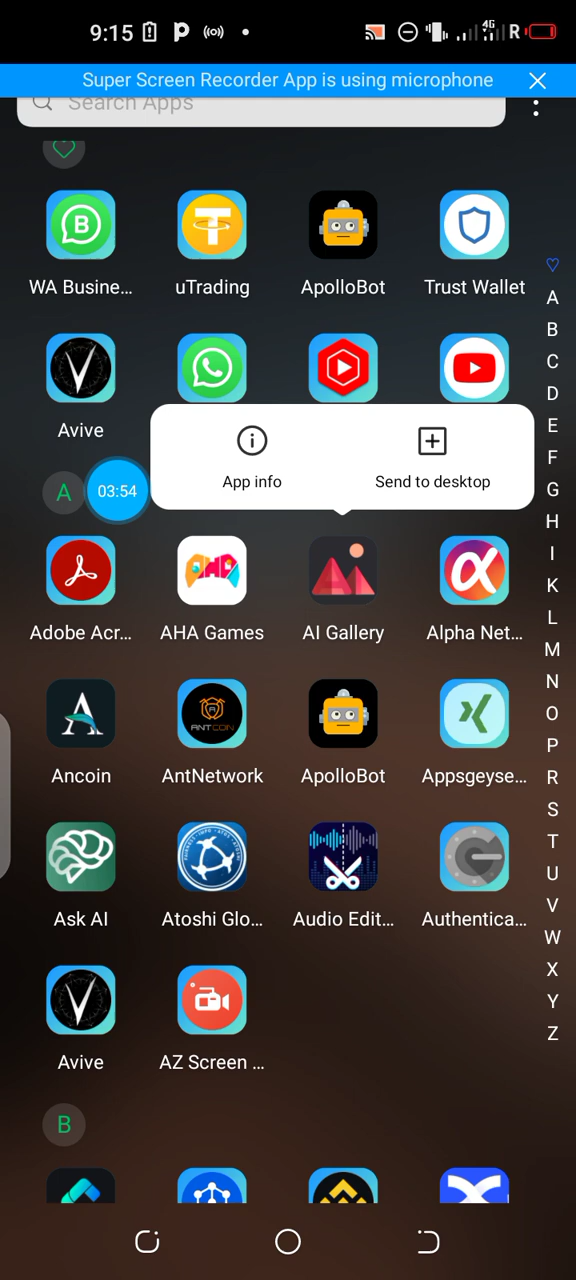 9:15
4G
R
Super Screen Recorder App is using microphone
Search Apps
B
WA Busine...
uTrading
ApolloBot
Trust Wallet
Avive
App info
Send to desktop
A
03:54
Adobe Acr...
AHA Games
AI Gallery
Alpha Net...
Ancoin
ANTCOIN
AntNetwork
ApolloBot
Appsgeyse...
Ask AI
Atoshi Glo...
Audio Edit...
Authentica...
Avive
AZ Screen ...
B
A
B
C
D
E
F
G
H
I
K
L
M
N
O
P
R
S
T
U
V
W
X
Y
Z